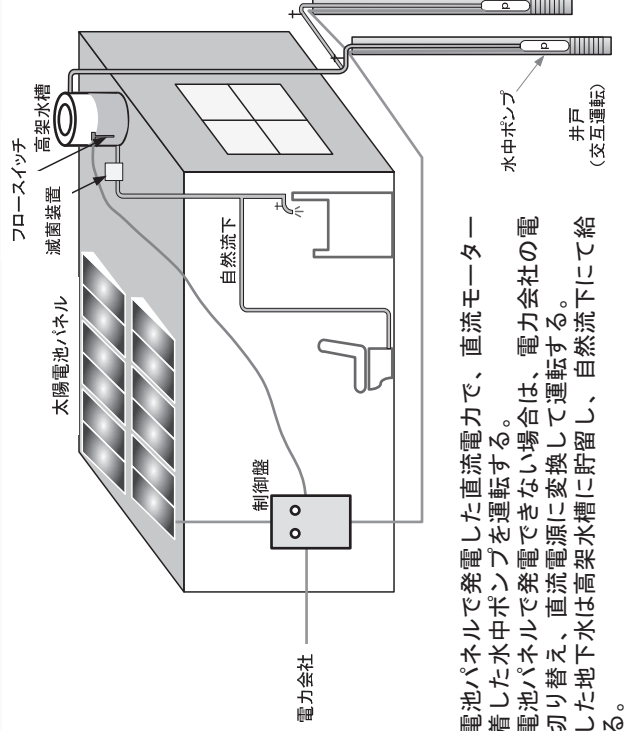 フロースイッチ
高架水槽
滅菌装置
太陽電池パネル
自然流下
制御盤
電力会社
P
P
水中ポンプ
井戸
（交互運転）
電池パネルで発電した直流電力で、直流モーター
着した水中ポンプを運転する。
電池パネルで発電できない場合は、電力会社の電
切り替え、直流電源に変換して運転する。
した地下水は高架水槽に貯留し、自然流下にて給
る。